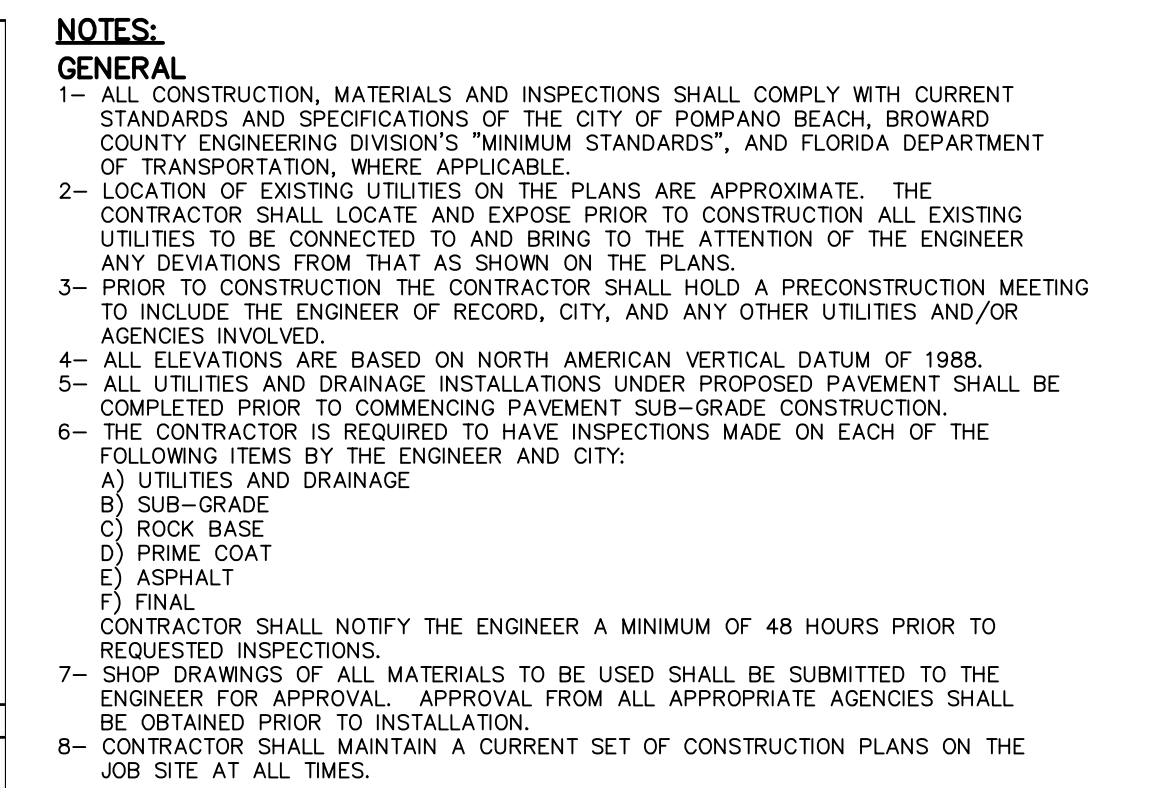 NOTES:
GENERAL
1- ALL CONSTRUCTION, MATERIALS AND INSPECTIONS SHALL COMPLY WITH CURRENT
STANDARDS AND SPECIFICATIONS OF THE CITY OF POMPANO BEACH, BROWARD
COUNTY ENGINEERING DIVISION'S "MINIMUM STANDARDS", AND FLORIDA DEPARTMENT
OF TRANSPORTATION, WHERE APPLICABLE.
2- LOCATION OF EXISTING UTILITIES ON THE PLANS ARE APPROXIMATE. THE
CONTRACTOR SHALL LOCATE AND EXPOSE PRIOR TO CONSTRUCTION ALL EXISTING
UTILITIES TO BE CONNECTED TO AND BRING TO THE ATTENTION OF THE ENGINEER
ANY DEVIATIONS FROM THAT AS SHOWN ON THE PLANS.
3- PRIOR TO CONSTRUCTION THE CONTRACTOR SHALL HOLD A PRECONSTRUCTION MEETING
TO INCLUDE THE ENGINEER OF RECORD, CITY, AND ANY OTHER UTILITIES AND/OR
AGENCIES INVOLVED.
4- ALL ELEVATIONS ARE BASED ON NORTH AMERICAN VERTICAL DATUM OF 1988.
5- ALL UTILITIES AND DRAINAGE INSTALLATIONS UNDER PROPOSED PAVEMENT SHALL BE
COMPLETED PRIOR TO COMMENCING PAVEMENT SUB-GRADE CONSTRUCTION.
6- THE CONTRACTOR IS REQUIRED TO HAVE INSPECTIONS MADE ON EACH OF THE
FOLLOWING ITEMS BY THE ENGINEER AND CITY:
A) UTILITIES AND DRAINAGE
B) SUB-GRADE
C) ROCK BASE
D) PRIME COAT
E) ASPHALT
F) FINAL
CONTRACTOR SHALL NOTIFY THE ENGINEER A MINIMUM OF 48 HOURS PRIOR TO
REQUESTED INSPECTIONS.
7- SHOP DRAWINGS OF ALL MATERIALS TO BE USED SHALL BE SUBMITTED TO THE
ENGINEER FOR APPROVAL. APPROVAL FROM ALL APPROPRIATE AGENCIES SHALL
BE OBTAINED PRIOR TO INSTALLATION.
8- CONTRACTOR SHALL MAINTAIN A CURRENT SET OF CONSTRUCTION PLANS ON THE
JOB SITE AT ALL TIMES.